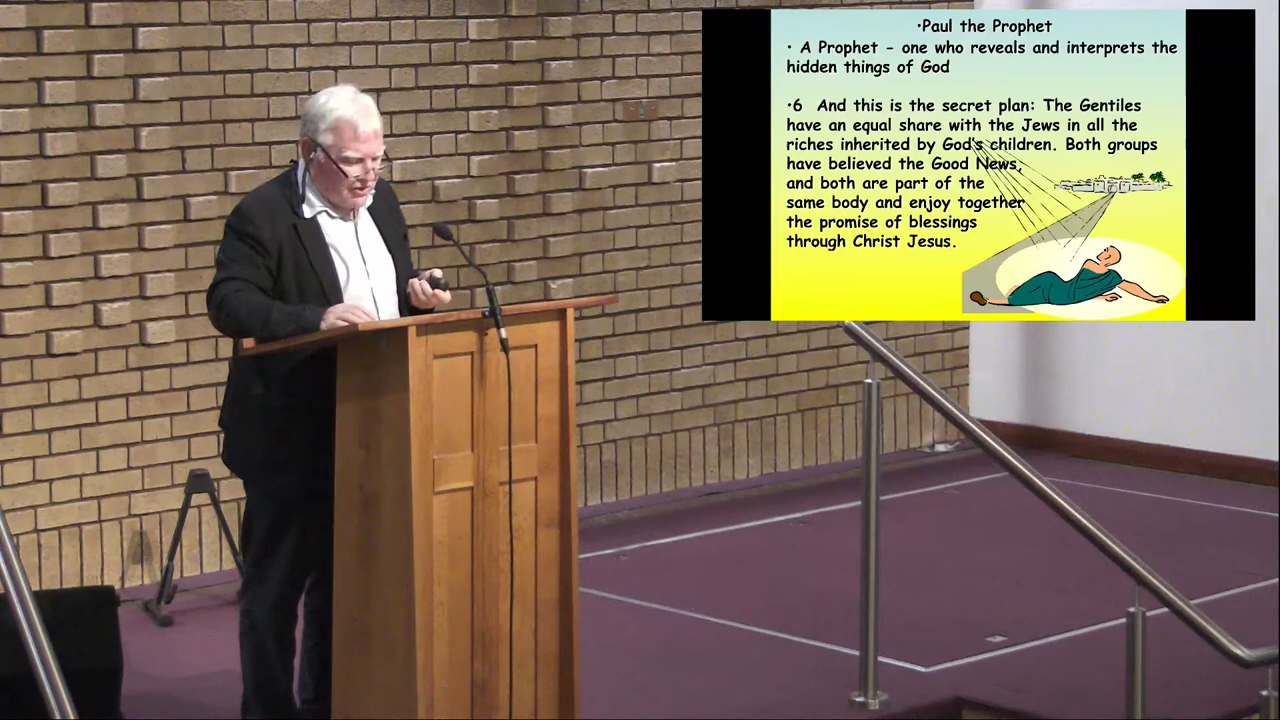 •Paul the Prophet
• A Prophet - one who reveals and interprets the
hidden things of God
•6 And this is the secret plan: The Gentiles
have an equal share with the Jews in all the
riches inherited by God's children. Both groups
have believed the Good News,
and both are part of the
same body and enjoy together
the promise of blessings
through Christ Jesus.